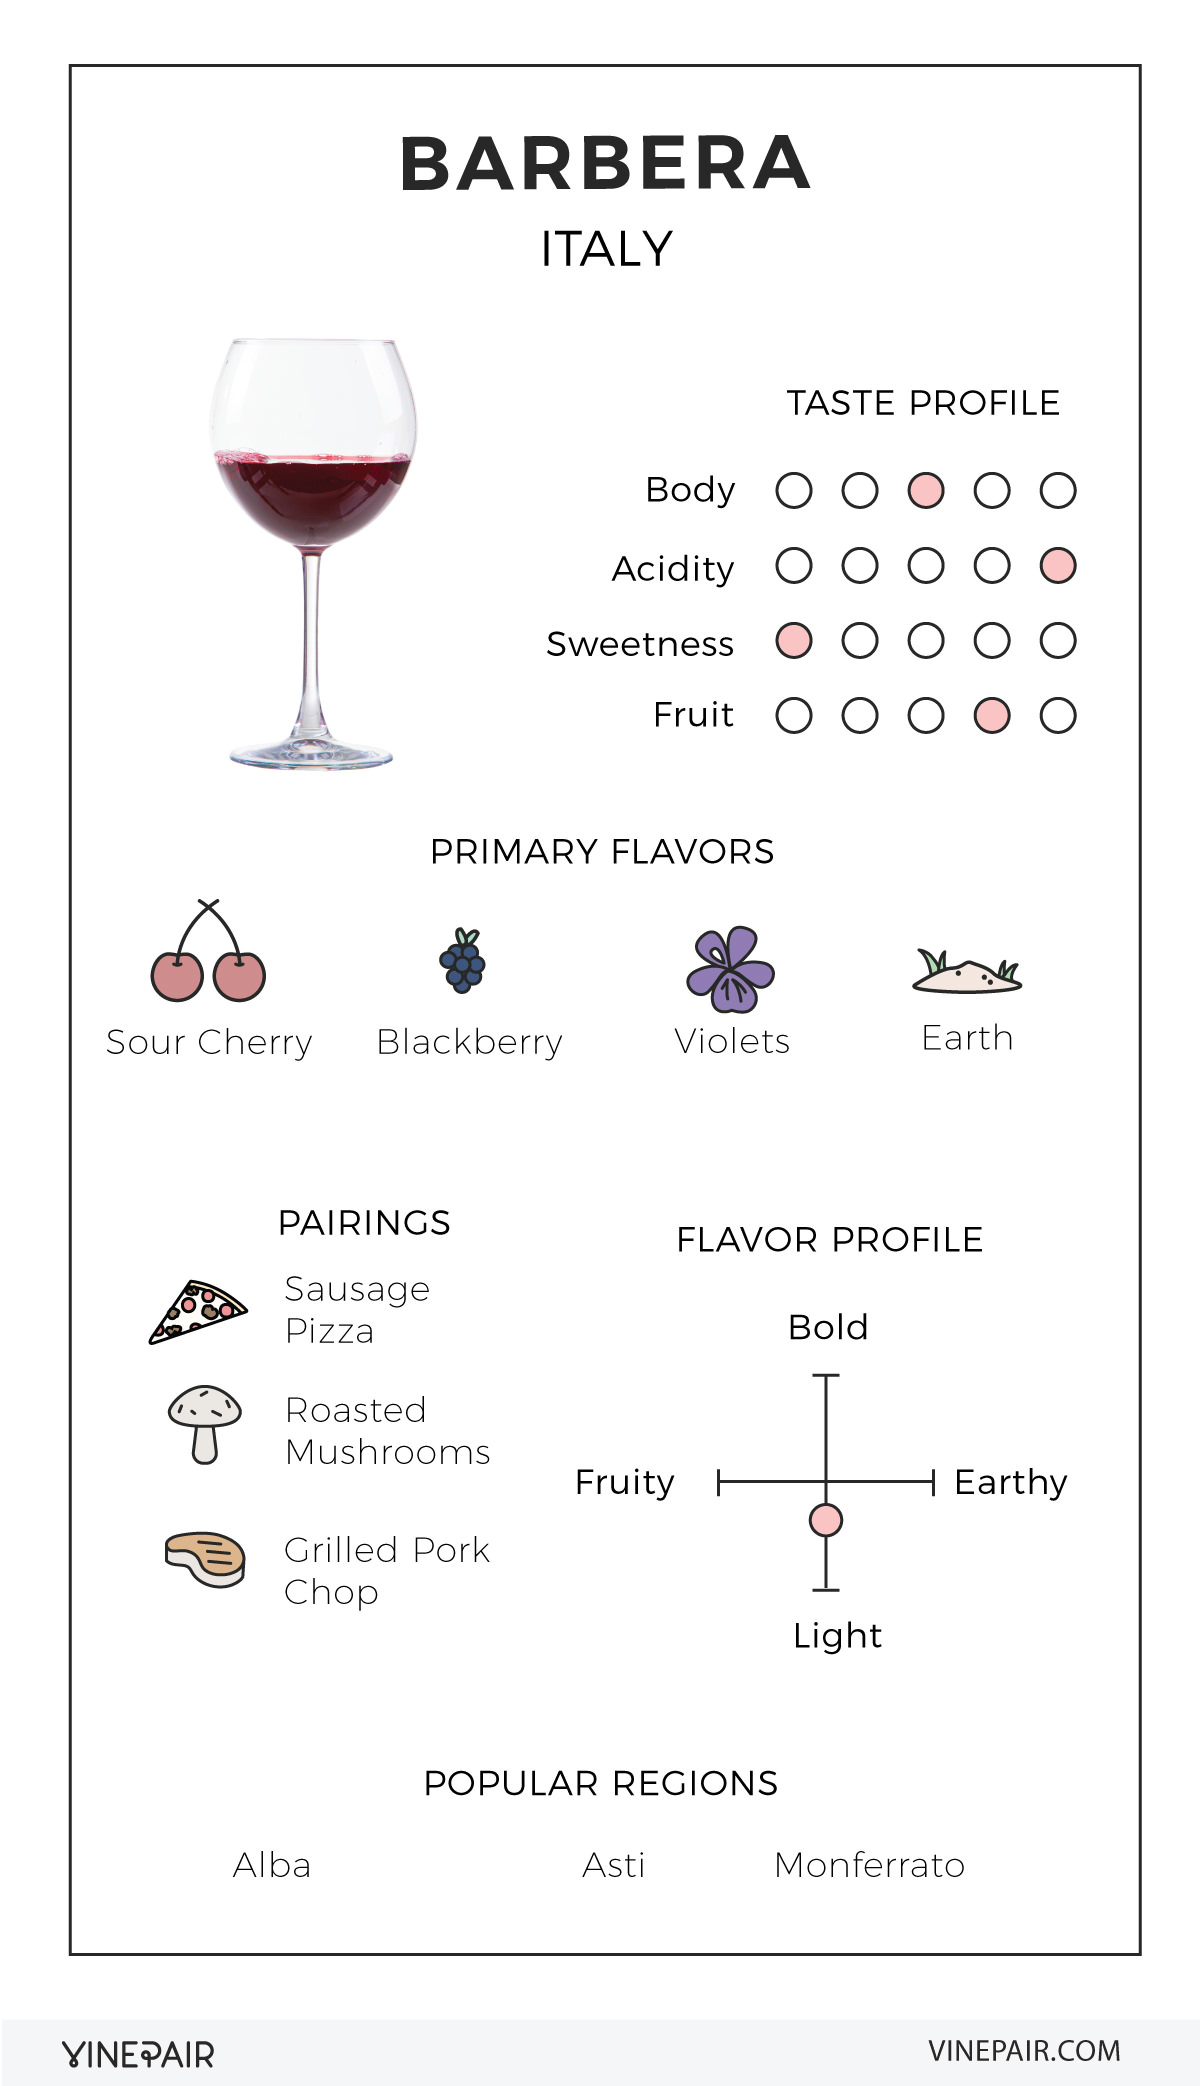 BARBERA
ITALY
TASTE PROFILE
Body
Acidity
Sweetness
Fruit
PRIMARY FLAVORS
Sour Cherry
Blackberry
Violets
Earth
PAIRINGS
Sausage
Pizza
Roasted
Mushrooms
Grilled Pork
Chop
FLAVOR PROFILE
Bold
Fruity
Earthy
Light
POPULAR REGIONS
Alba
Asti
Monferrato
VINEPAIR
VINEPAIR.COM